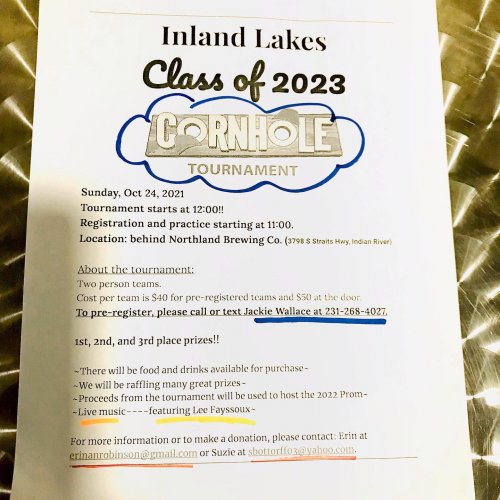 Inland Lakes
Class of 2023
CORNHOLE
TOURNAMENT
Sunday, Oct 24, 2021
Tournament starts at 12:00!!
Registration and practice starting at 11:00.
Location: behind Northland Brewing Co. (3798 S Straits Hwy, Indian River)
About the tournament:
Two person teams.
Cost per team is $40 for pre-registered teams and $50 at the door.
To pre-register, please call or text Jackie Wallace at 231-268-4027.
1st, 2nd, and 3rd place prizes!!
~There will be food and drinks available for purchase~
~We will be raffling many great prizes~
~Proceeds from the tournament will be used to host the 2022 Prom~
~Live music----featuring Lee Fayssoux~
For more information or to make a donation, please contact: Erin at
erinanrobinson@gmail.com or Suzie at sbottorff03@yahoo.com.